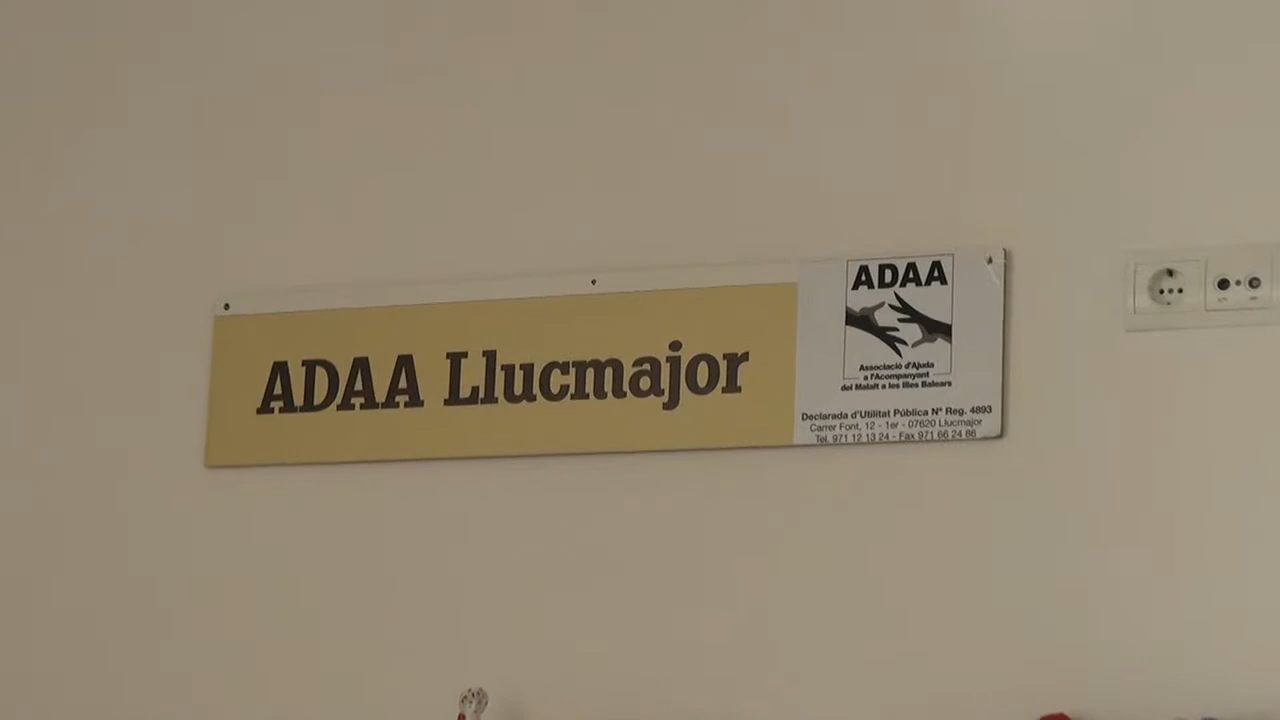 ADAA Llucmajor
ADAA
Associació d'Ajuda
a l'Acompanyant
del Malalt a les Illes Balears
Declarada d'Utilitat Pública Nº Reg. 4893
Carrer Font, 12 - 1er - 07620 Llucmajor
Tel. 971 12 13 24 - Fax 971 66 24 86